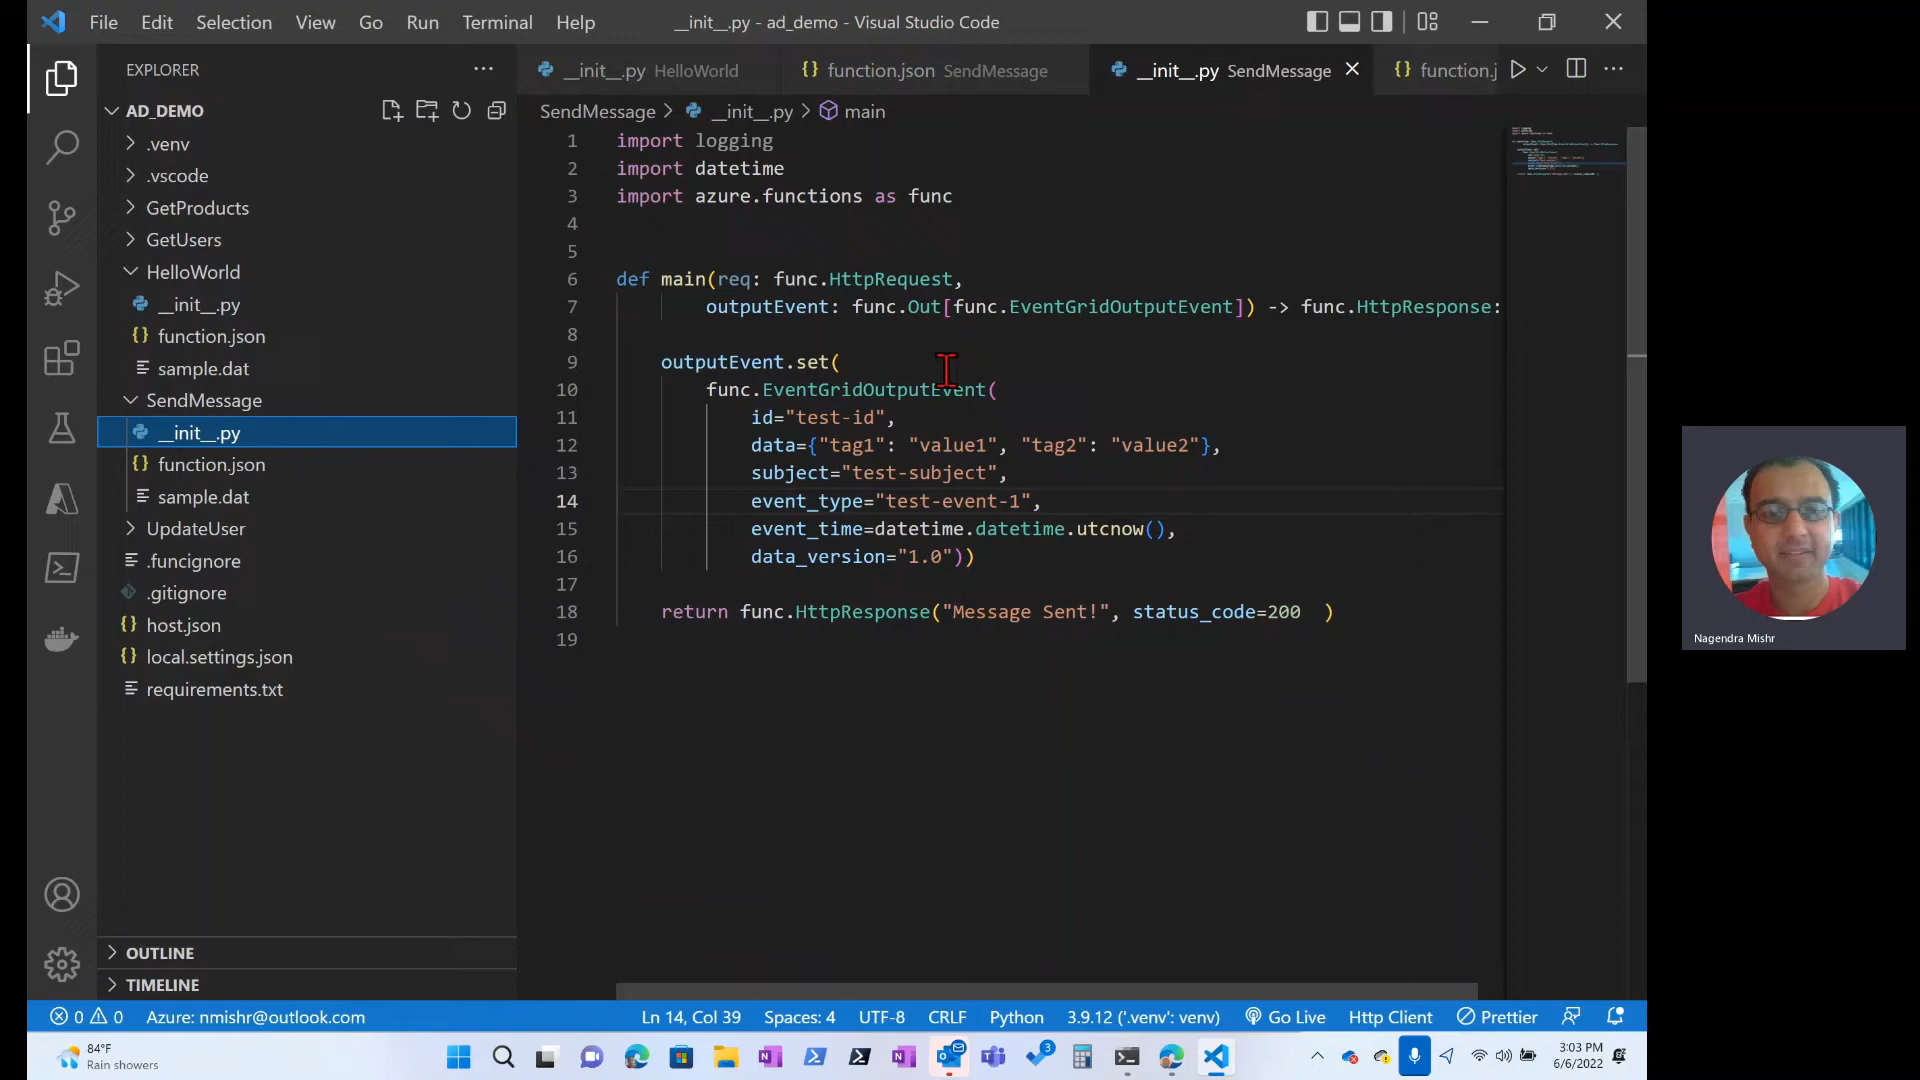 File Edit Selection View Go Run Terminal Help
__init__.py - ad_demo - Visual Studio Code
EXPLORER
AD_DEMO
.venv
.vscode
GetProducts
GetUsers
HelloWorld
__init__.py
function.json
sample.dat
SendMessage
__init__.py
function.json
sample.dat
UpdateUser
.funcignore
.gitignore
host.json
local.settings.json
requirements.txt
OUTLINE
TIMELINE
__init__.py HelloWorld
function.json SendMessage
__init__.py SendMessage
function.j
SendMessage > __init__.py > main
1 import logging
2 import datetime
3 import azure.functions as func
4
5
6 def main(req: func.HttpRequest,
7 outputEvent: func.Out[func.EventGridOutputEvent]) -> func.HttpResponse:
8
9 outputEvent.set(
10 func.EventGridOutputEvent(
11 id="test-id",
12 data={"tag1": "value1", "tag2": "value2"},
13 subject="test-subject",
14 event_type="test-event-1",
15 event_time=datetime.datetime.utcnow(),
16 data_version="1.0"))
17
18 return func.HttpResponse("Message Sent!", status_code=200 )
19
Nagendra Mishr
0 0 Azure: nmishr@outlook.com
Ln 14, Col 39 Spaces: 4 UTF-8 CRLF Python 3.9.12 ('.venv': venv) Go Live Http Client Prettier
84°F
Rain showers
3
3:03 PM
6/6/2022